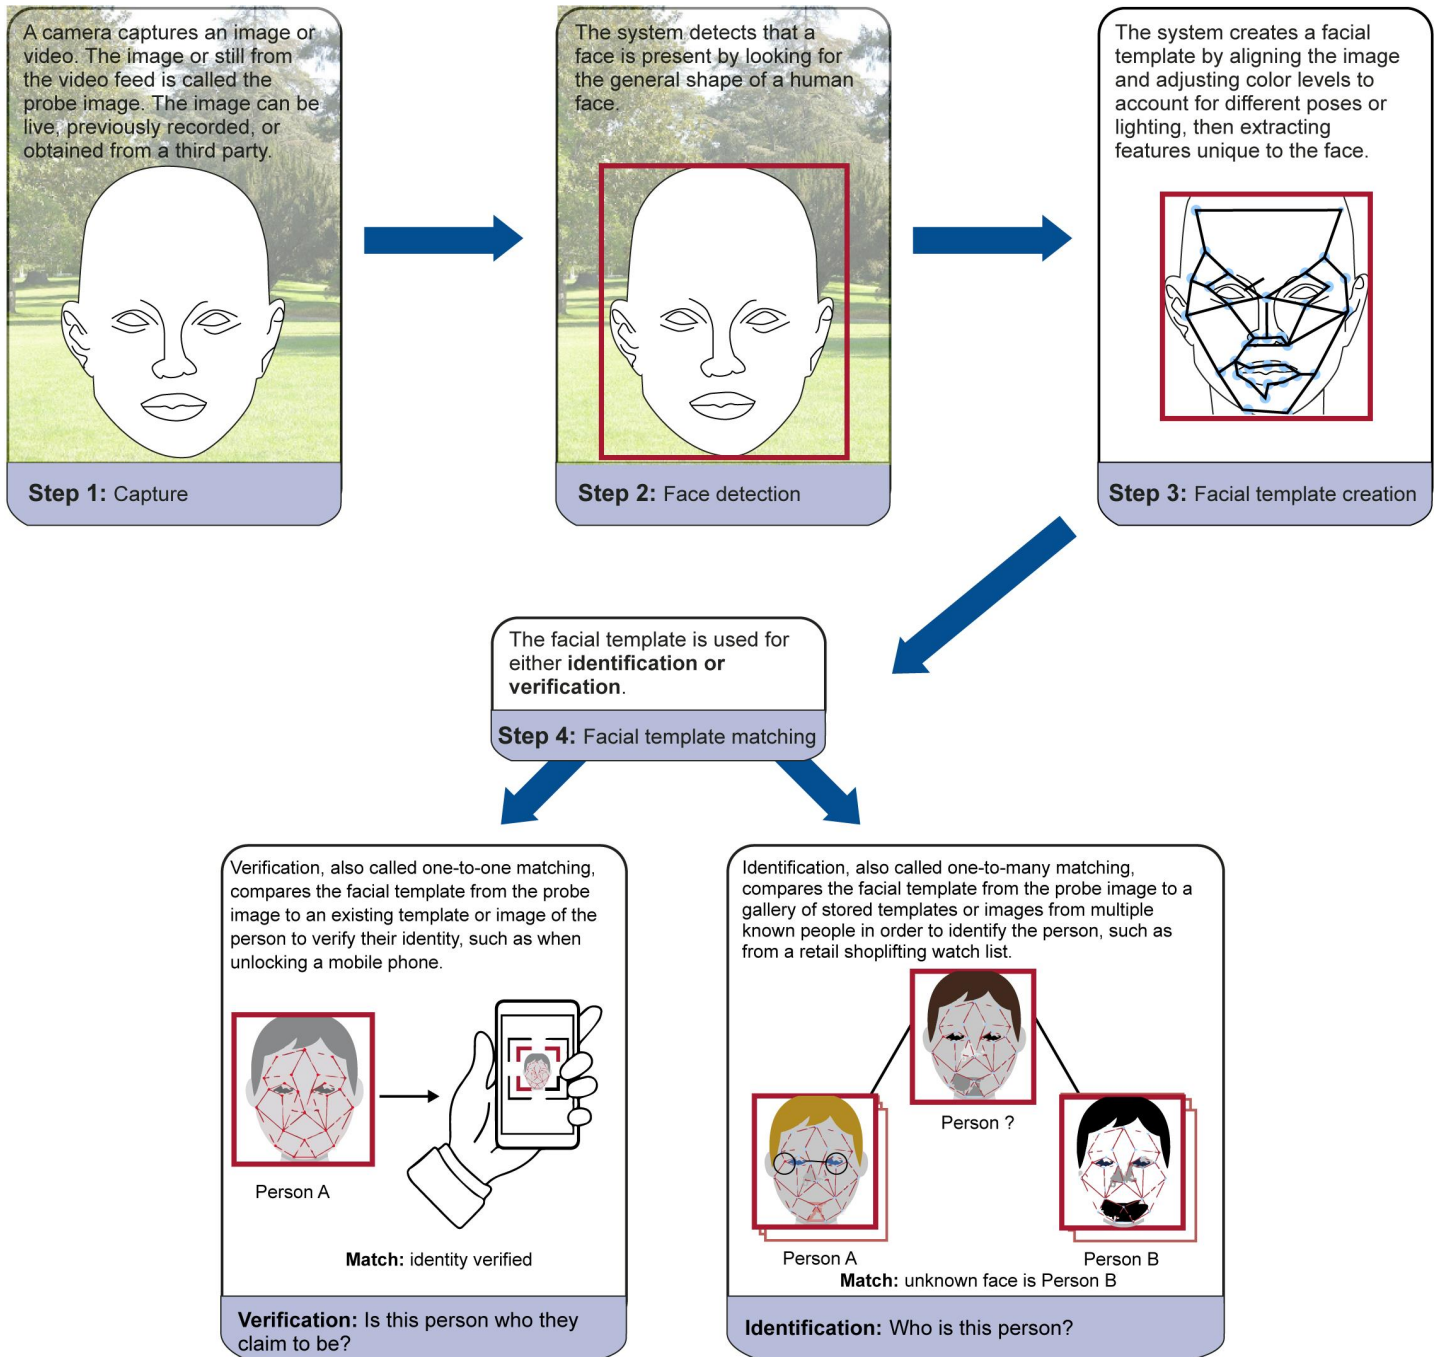 A camera captures an image or
video. The image or still from
the video feed is called the
probe image. The image can be
live, previously recorded, or
obtained from a third party.
Step 1: Capture
The system detects that a
face is present by looking for
the general shape of a human
face.
Step 2: Face detection
The system creates a facial
template by aligning the image
and adjusting color levels to
account for different poses or
lighting, then extracting
features unique to the face.
Step 3: Facial template creation
The facial template is used for
either identification or
verification.
Step 4: Facial template matching
Verification, also called one-to-one matching,
compares the facial template from the probe
image to an existing template or image of the
person to verify their identity, such as when
unlocking a mobile phone.
Person A
Match: identity verified
Verification: Is this person who they
claim to be?
Identification, also called one-to-many matching,
compares the facial template from the probe image to a
gallery of stored templates or images from multiple
known people in order to identify the person, such as
from a retail shoplifting watch list.
Person ?
Person A
Person B
Match: unknown face is Person B
Identification: Who is this person?